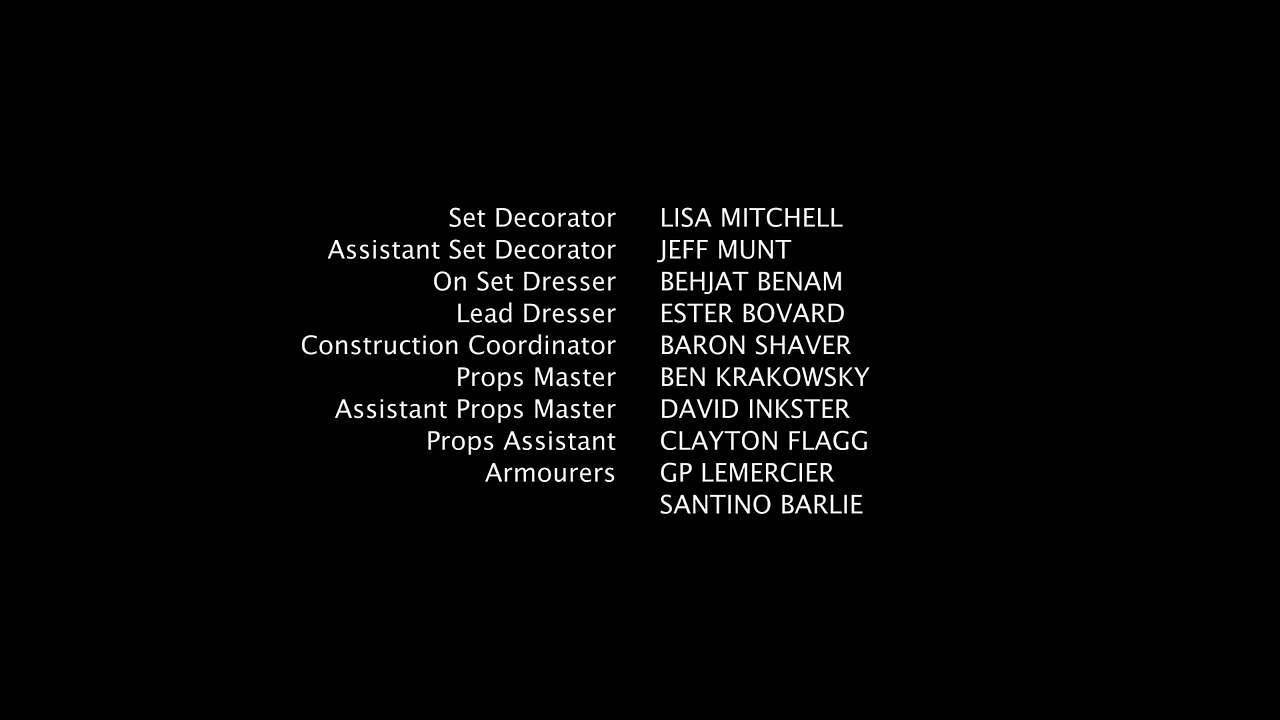 Set Decorator LISA MITCHELL
Assistant Set Decorator JEFF MUNT
On Set Dresser BEHJAT BENAM
Lead Dresser ESTER BOVARD
Construction Coordinator BARON SHAVER
Props Master BEN KRAKOWSKY
Assistant Props Master DAVID INKSTER
Props Assistant CLAYTON FLAGG
Armourers GP LEMERCIER
SANTINO BARLIE